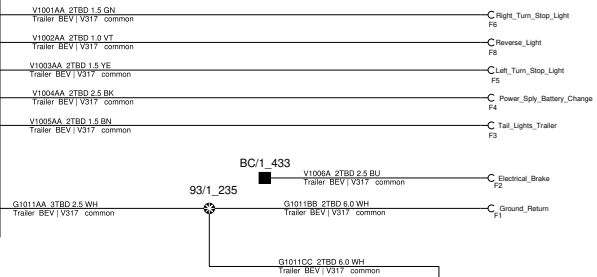 V1001AA 2TBD 1.5 GN
Trailer BEV | V317 common
Right_Turn_Stop_Light
F6
V1002AA 2TBD 1.0 VT
Trailer BEV | V317 common
Reverse_Light
F8
V1003AA 2TBD 1.5 YE
Trailer BEV | V317 common
Left_Turn_Stop_Light
F5
V1004AA 2TBD 2.5 BK
Trailer BEV | V317 common
Power_Sply_Battery_Change
F4
V1005AA 2TBD 1.5 BN
Trailer BEV | V317 common
Tail_Lights_Trailer
F3
BC/1_433
V1006A 2TBD 2.5 BU
Trailer BEV | V317 common
Electrical_Brake
F2
93/1_235
G1011AA 3TBD 2.5 WH
Trailer BEV | V317 common
G1011BB 2TBD 6.0 WH
Trailer BEV | V317 common
Ground_Return
F1
G1011CC 2TBD 6.0 WH
Trailer BEV | V317 common